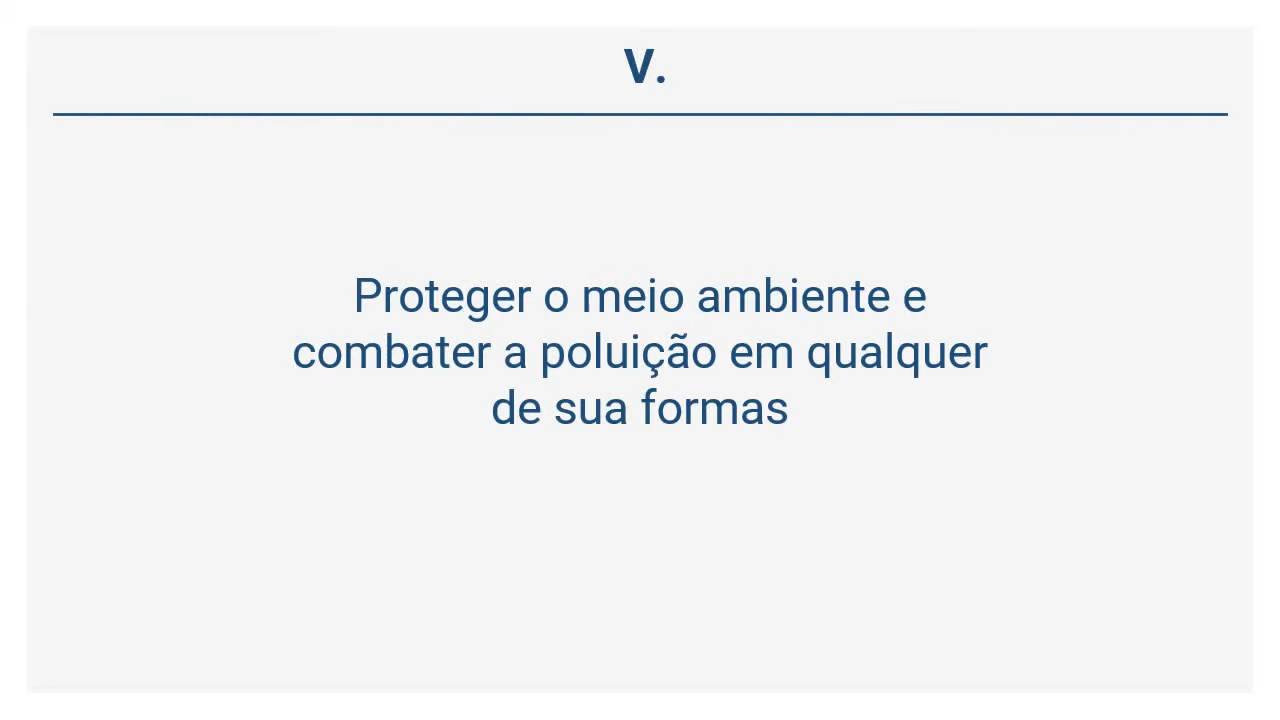 V.
Proteger o meio ambiente e
combater a poluição em qualquer
de sua formas